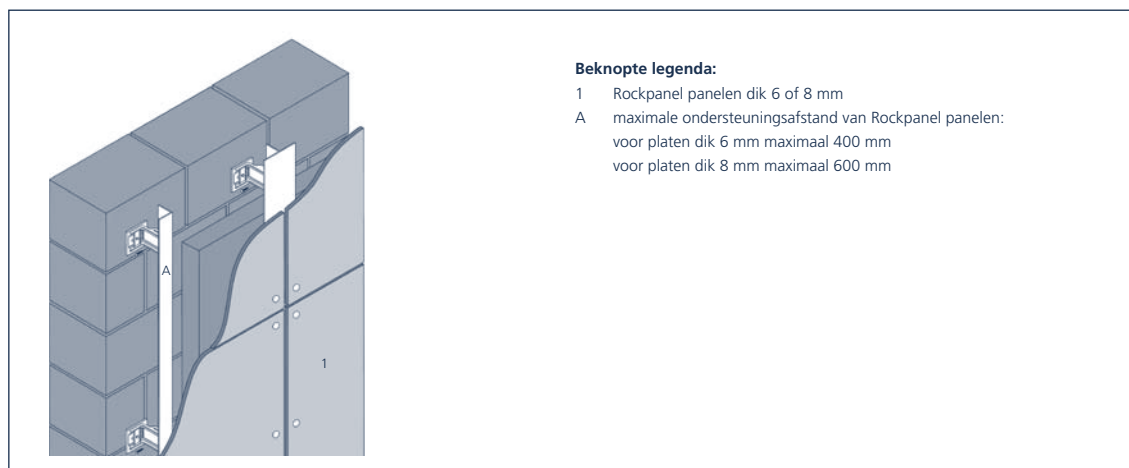 Beknopte legenda:
1 Rockpanel panelen dik 6 of 8 mm
A maximale ondersteuningsafstand van Rockpanel panelen:
voor platen dik 6 mm maximaal 400 mm
voor platen dik 8 mm maximaal 600 mm
A
1